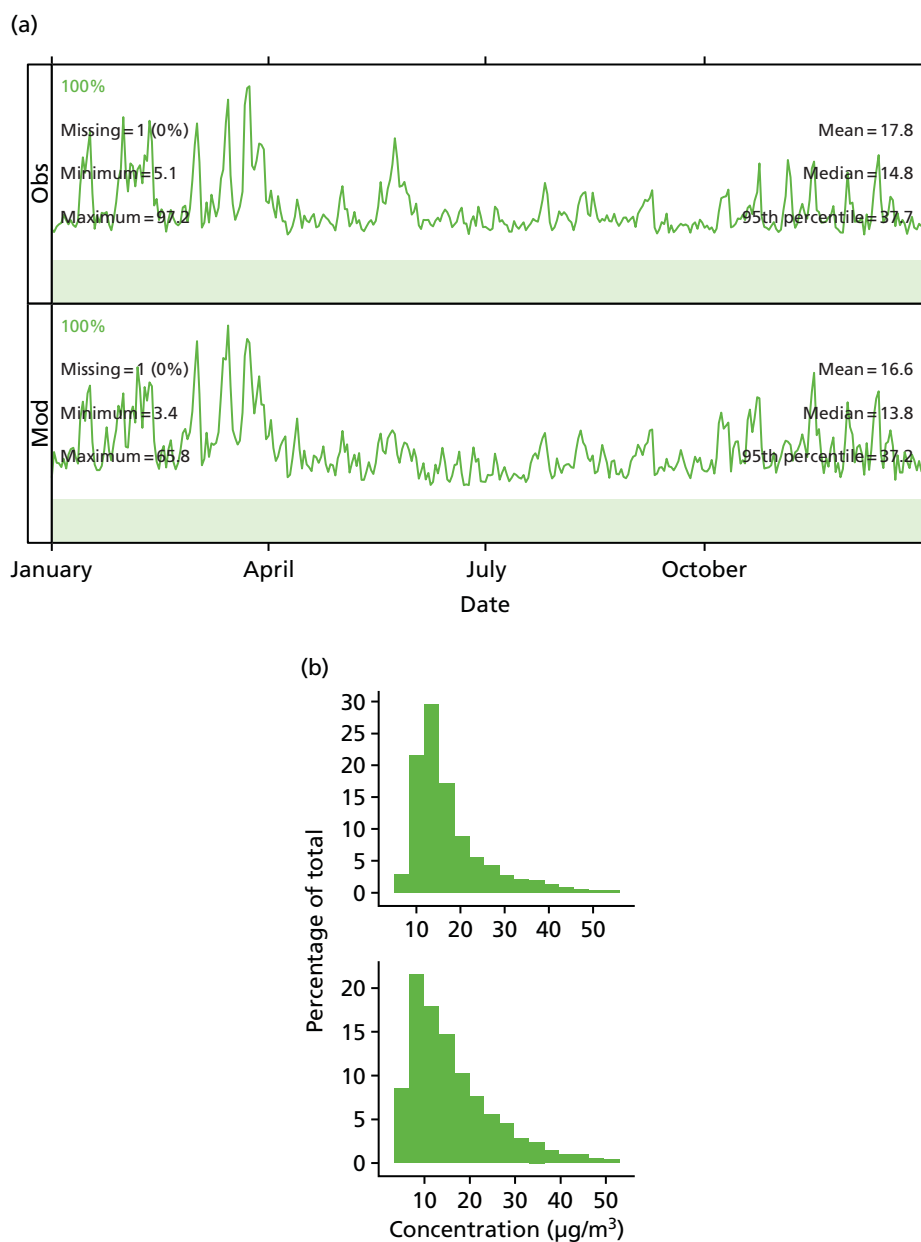 (a)
Obs
100%
Missing = 1 (0%)
Minimum = 5.1
Maximum = 97.2
Mean = 17.8
Median = 14.8
95th percentile = 37.7
Mod
100%
Missing = 1 (0%)
Minimum = 3.4
Maximum = 65.8
Mean = 16.6
Median = 13.8
95th percentile = 37.2
January April July October
Date
(b)
Percentage of total
30
25
20
15
10
5
0
10 20 30 40 50
20
15
10
5
0
10 20 30 40 50
Concentration (µg/m³)